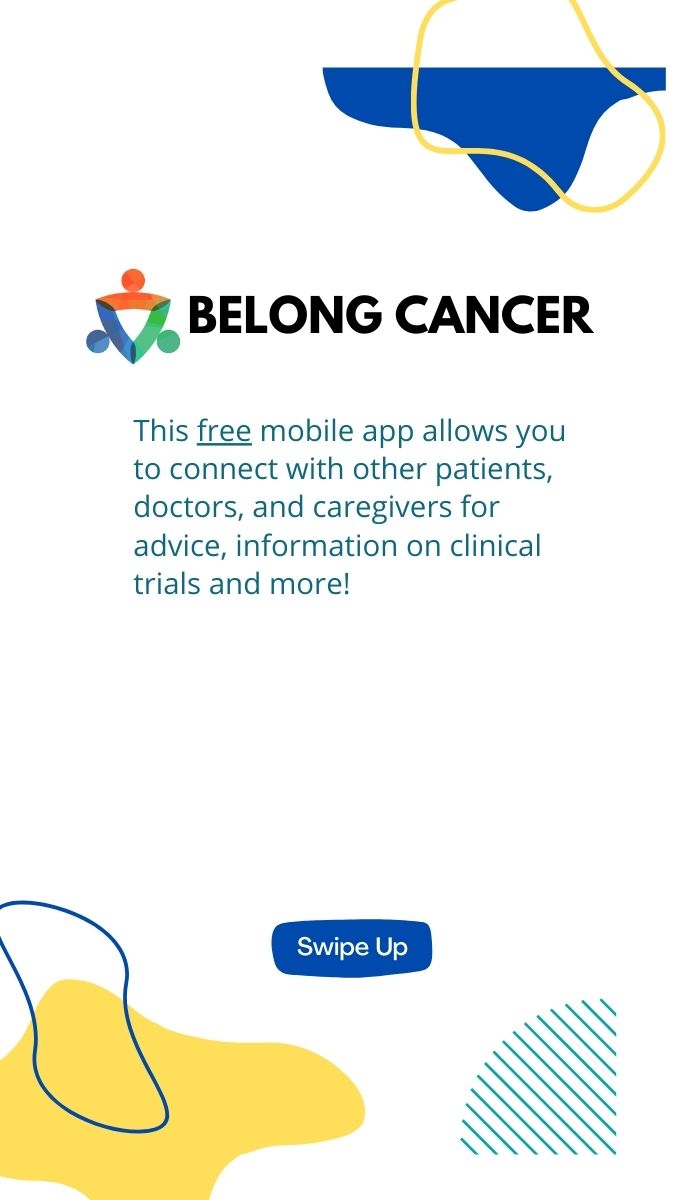 BELONG CANCER
This free mobile app allows you
to connect with other patients,
doctors, and caregivers for
advice, information on clinical
trials and more!
Swipe Up